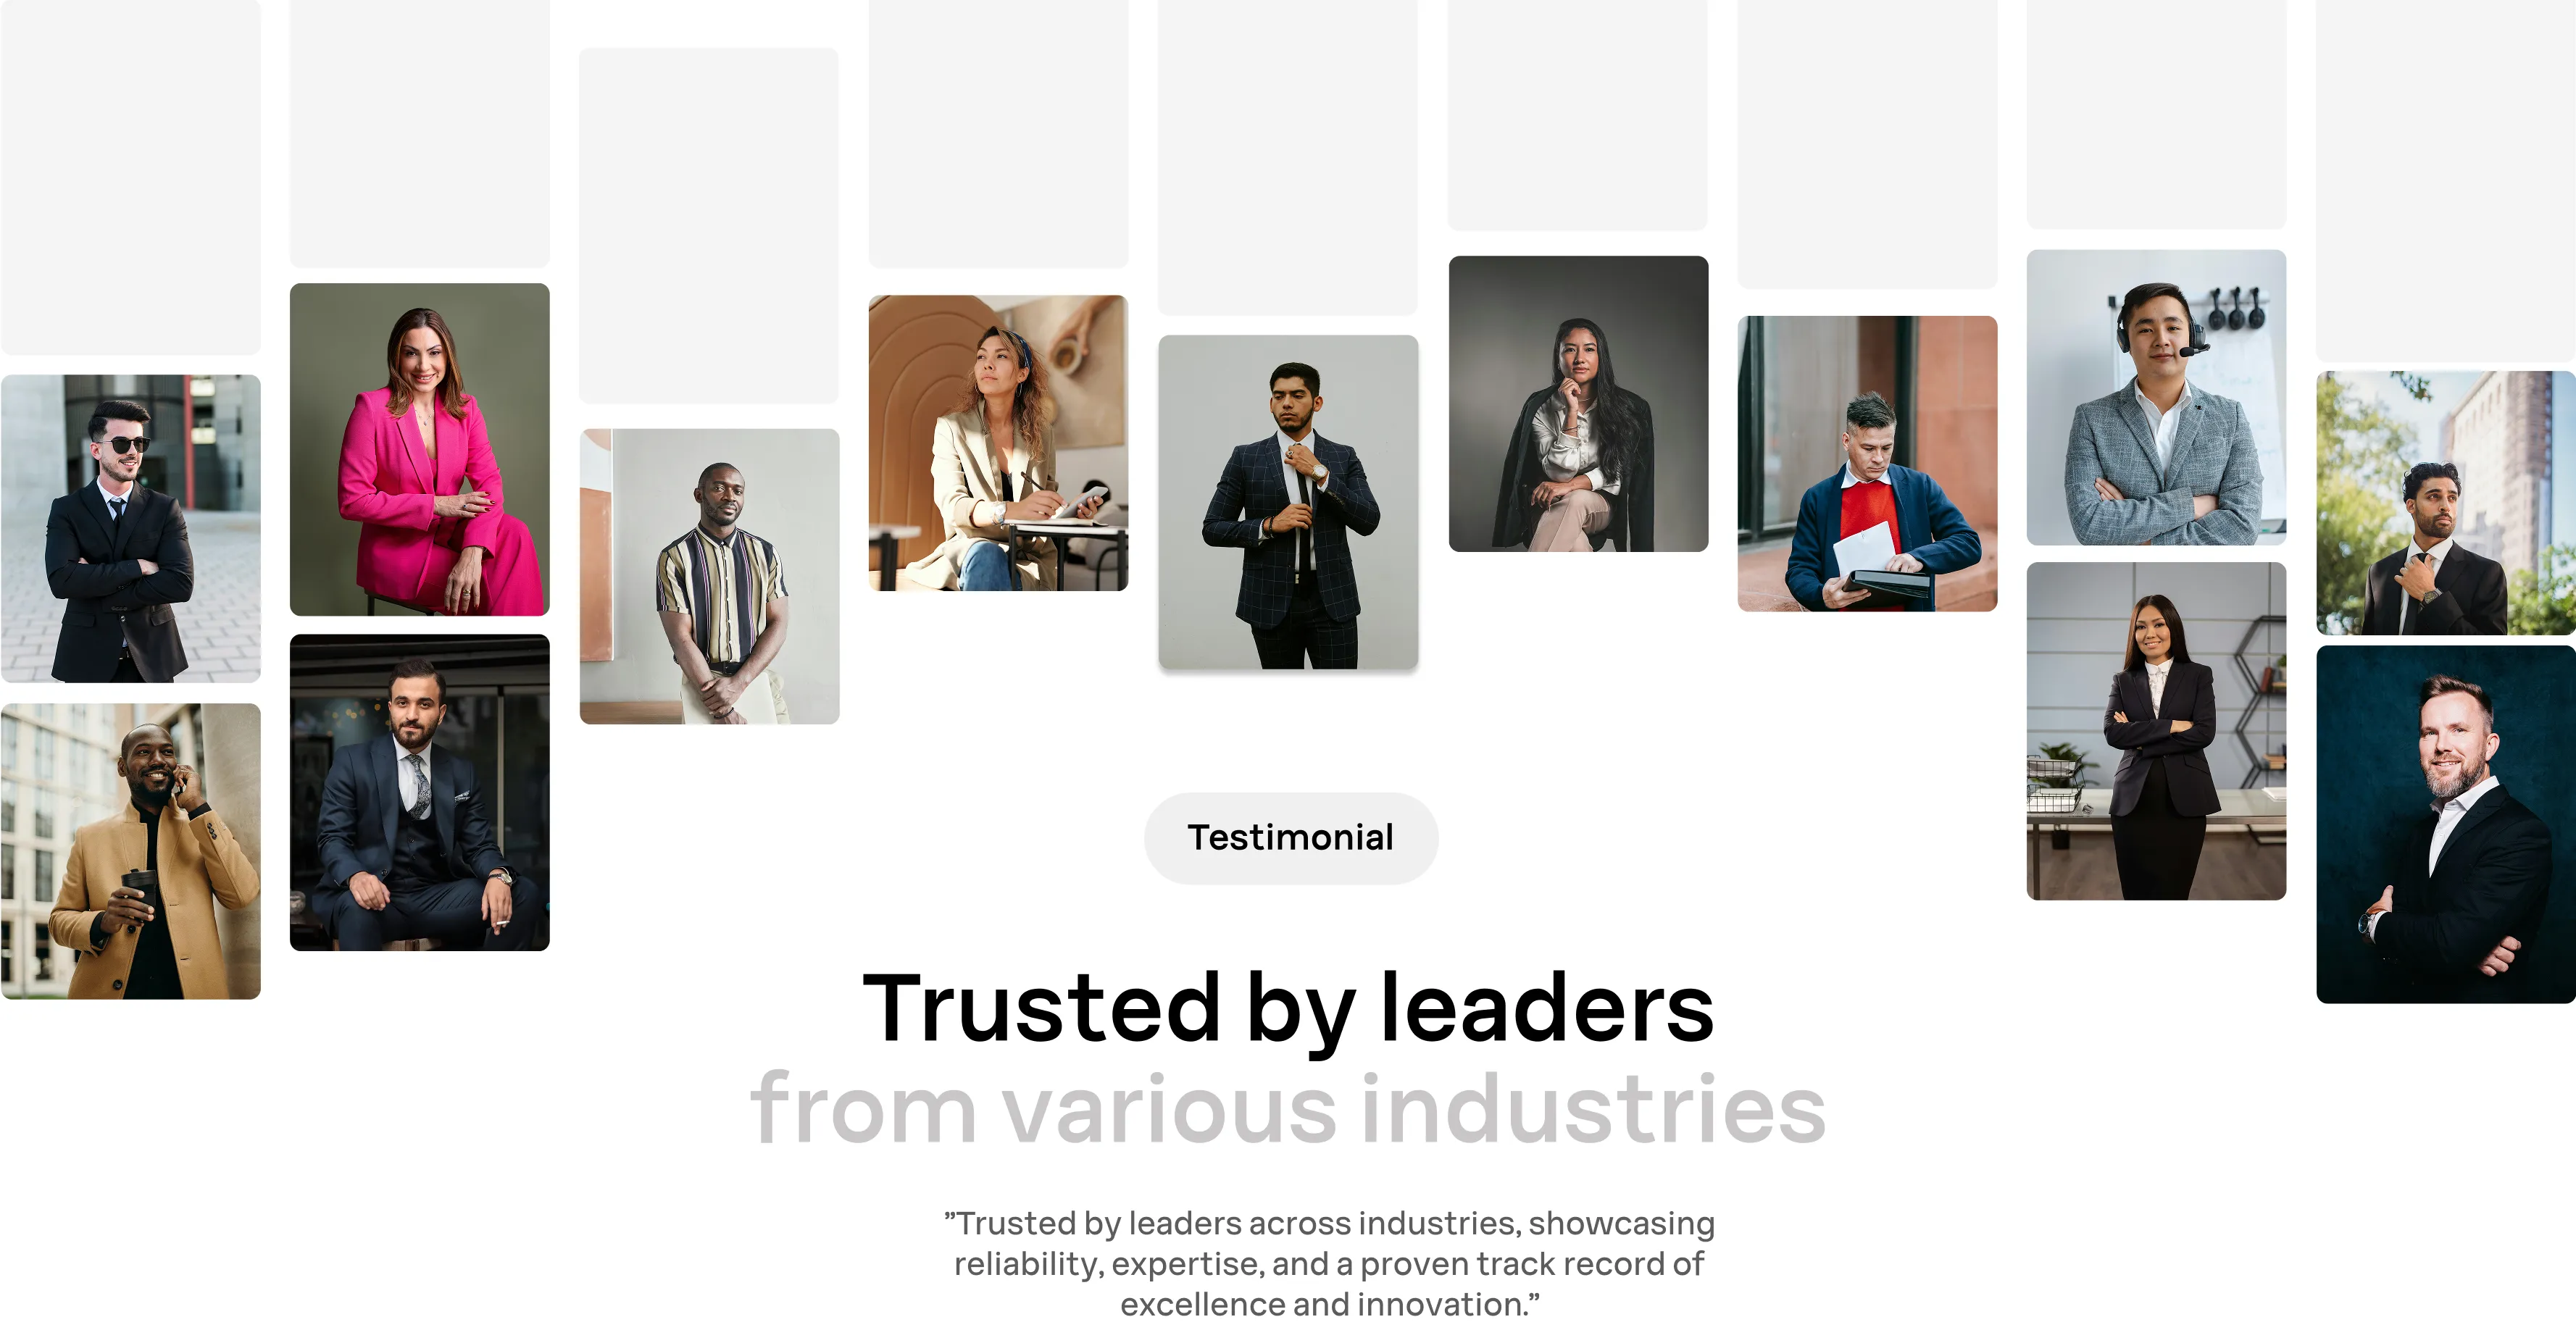 Testimonial
Trusted by leaders
from various industries
”Trusted by leaders across industries, showcasing
reliability, expertise, and a proven track record of
excellence and innovation.”